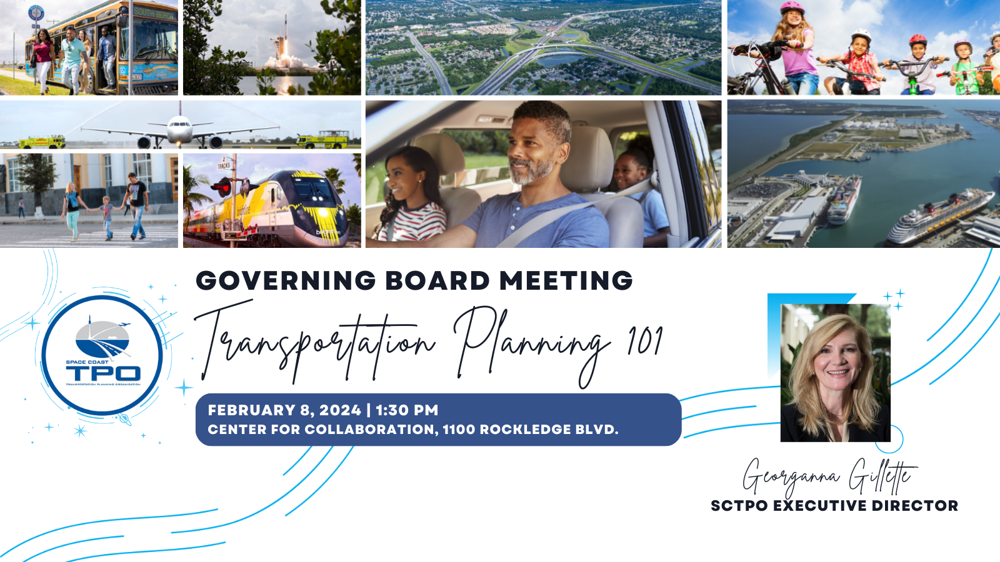 SOUTH BEACH
2
TRACKS
brightline
GOVERNING BOARD MEETING
Transportation Planning 101
SPACE COAST
TPO
TRANSPORTATION PLANNING ORGANIZATION
FEBRUARY 8, 2024 | 1:30 PM
CENTER FOR COLLABORATION, 1100 ROCKLEDGE BLVD.
Georganna Gillette
SCTPO EXECUTIVE DIRECTOR